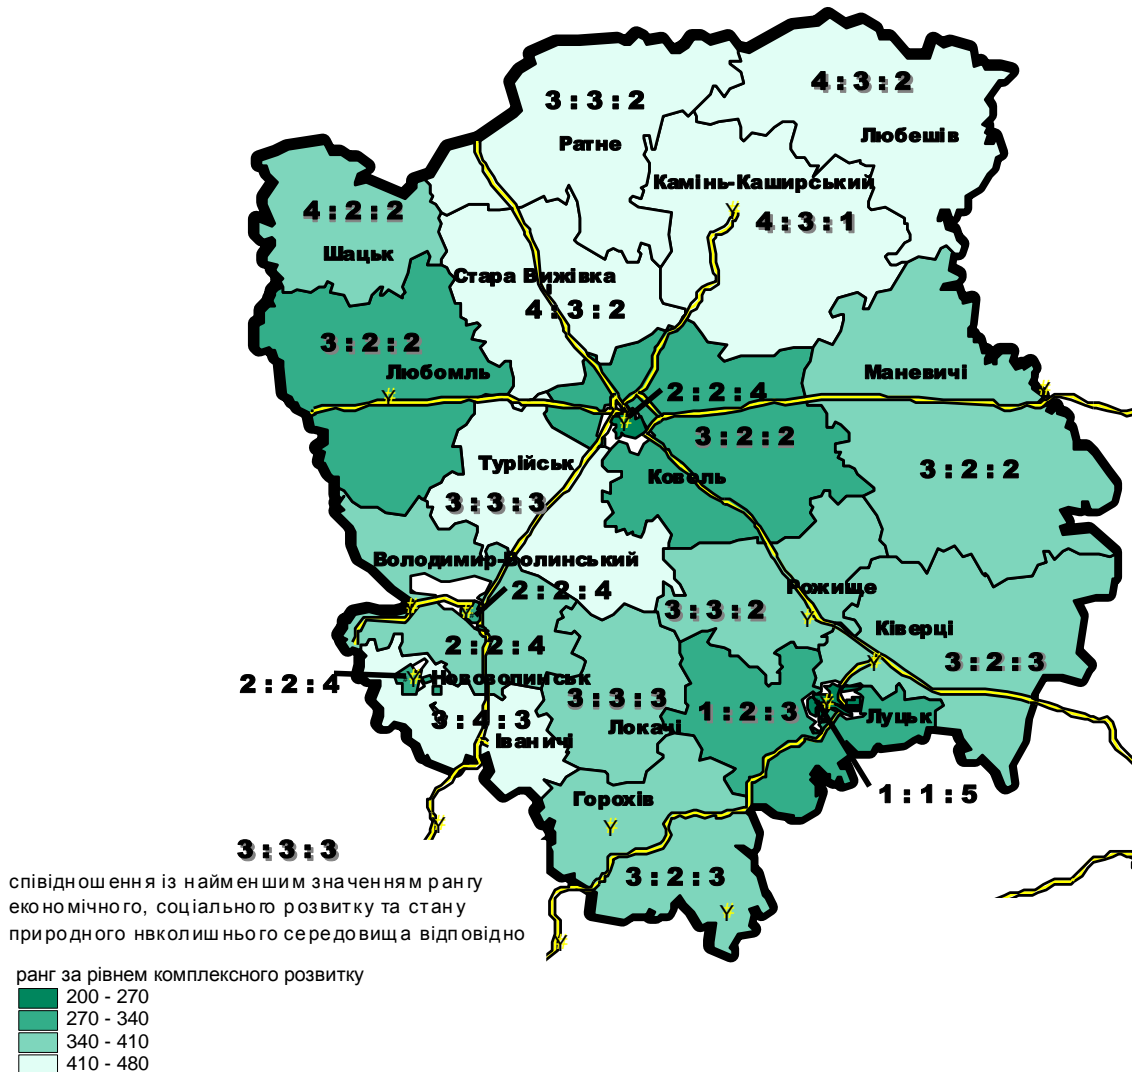 4 : 3 : 2
3 : 3 : 2
Любешів
Ратне
Камінь-Каширський
4 : 2 : 2
4 : 3 : 1
Шацьк
Стара Вижівка
4 : 3 : 2
3 : 2 : 2
Любомль
Маневичі
2 : 2 : 4
3 : 2 : 2
Турійськ
Ковель
3 : 2 : 2
3 : 3 : 3
Володимир-Волинський
2 : 2 : 4
Рожище
3 : 3 : 2
Ківерці
2 : 2 : 4
3 : 2 : 3
2 : 2 : 4
Нововолинськ
3 : 3 : 3
1 : 2 : 3
Луцьк
3 : 4 : 3
Локачі
Іваничі
1 : 1 : 5
Горохів
3 : 3 : 3
3 : 2 : 3
співідношення із найменшим значенням рангу
економічного, соціального розвитку та стану
природного нвколишнього середовища відповідно
ранг за рівнем комплексного розвитку
200 - 270
270 - 340
340 - 410
410 - 480